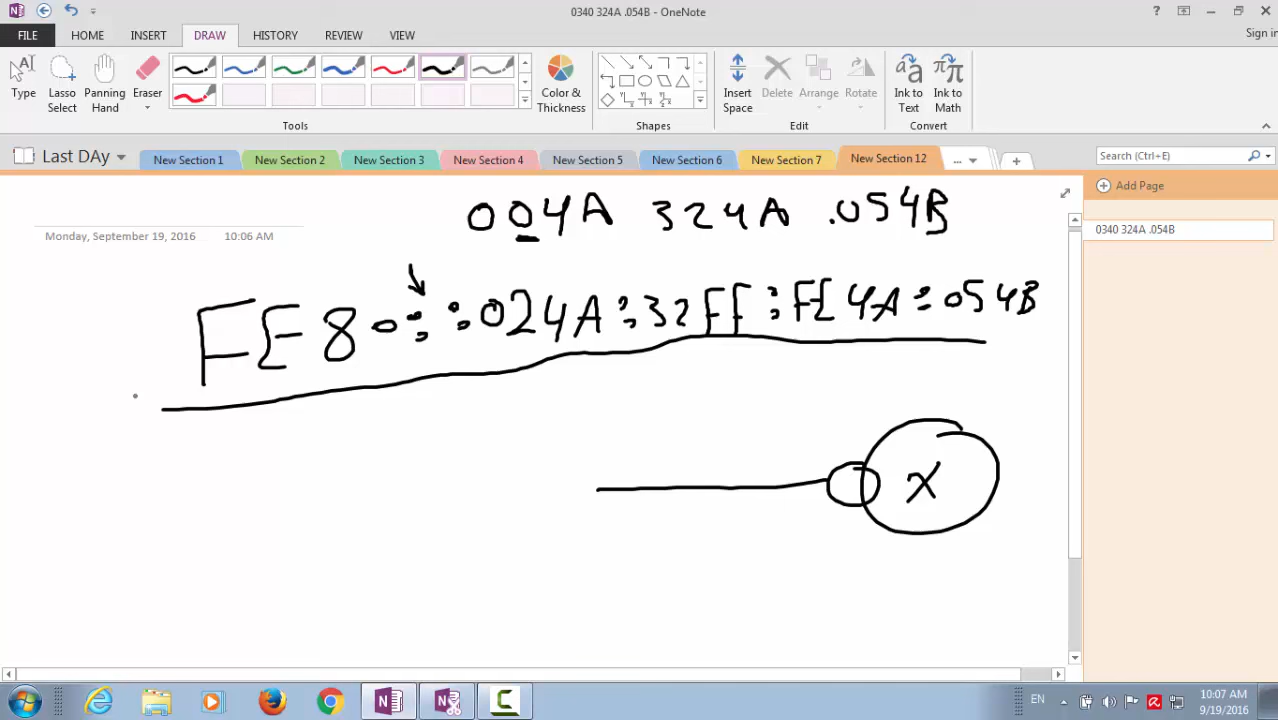 0340 324A .054B - OneNote
? Sign in
FILE HOME INSERT DRAW HISTORY REVIEW VIEW
Type Lasso Select Panning Hand Eraser Color & Thickness Insert Space Delete Arrange Rotate Ink to Text Ink to Math
Tools Shapes Edit Convert
Last DAy New Section 1 New Section 2 New Section 3 New Section 4 New Section 5 New Section 6 New Section 7 New Section 12 ... + Search (Ctrl+E)
Add Page
004A 324A .054B
0340 324A .054B
Monday, September 19, 2016 10:06 AM
FE80::024A:32FF:FE4A:054B
X
EN 10:07 AM
9/19/2016